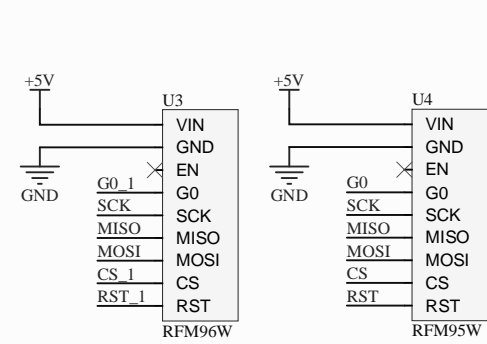 +5V
U3
VIN
GND
EN
G0_1
G0
SCK
SCK
MISO
MISO
MOSI
MOSI
CS_1
CS
RST_1
RST
GND
RFM96W
+5V
U4
VIN
GND
EN
G0
G0
SCK
SCK
MISO
MISO
MOSI
MOSI
CS
CS
RST
RST
GND
RFM95W